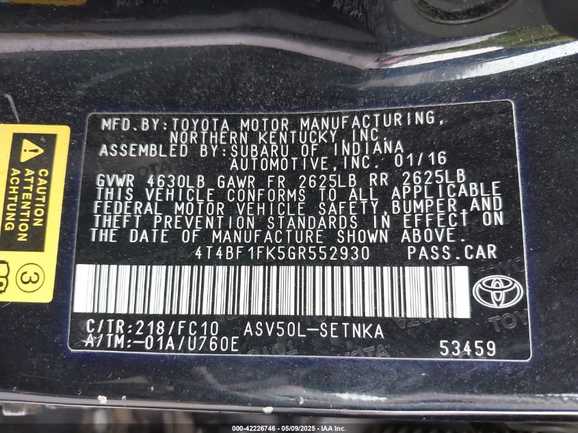 MFD.BY: TOYOTA MOTOR MANUFACTURING,
NORTHERN KENTUCKY, INC.
ASSEMBLED BY: SUBARU OF INDIANA
AUTOMOTIVE, INC. 01/16
GVWR 4630LB GAWR FR 2625LB RR 2625LB
THIS VEHICLE CONFORMS TO ALL APPLICABLE
FEDERAL MOTOR VEHICLE SAFETY, BUMPER, AND
THEFT PREVENTION STANDARDS IN EFFECT ON
THE DATE OF MANUFACTURE SHOWN ABOVE.
4T4BF1FK5GR552930 PASS.CAR
C/TR:218/FC10 ASV50L-SETNKA
A/TM:-01A/U760E 53459
TOYOTA
ATTENTION
ACHTUNG
3
000-42226746 - 05/09/2025 - IAA Inc.